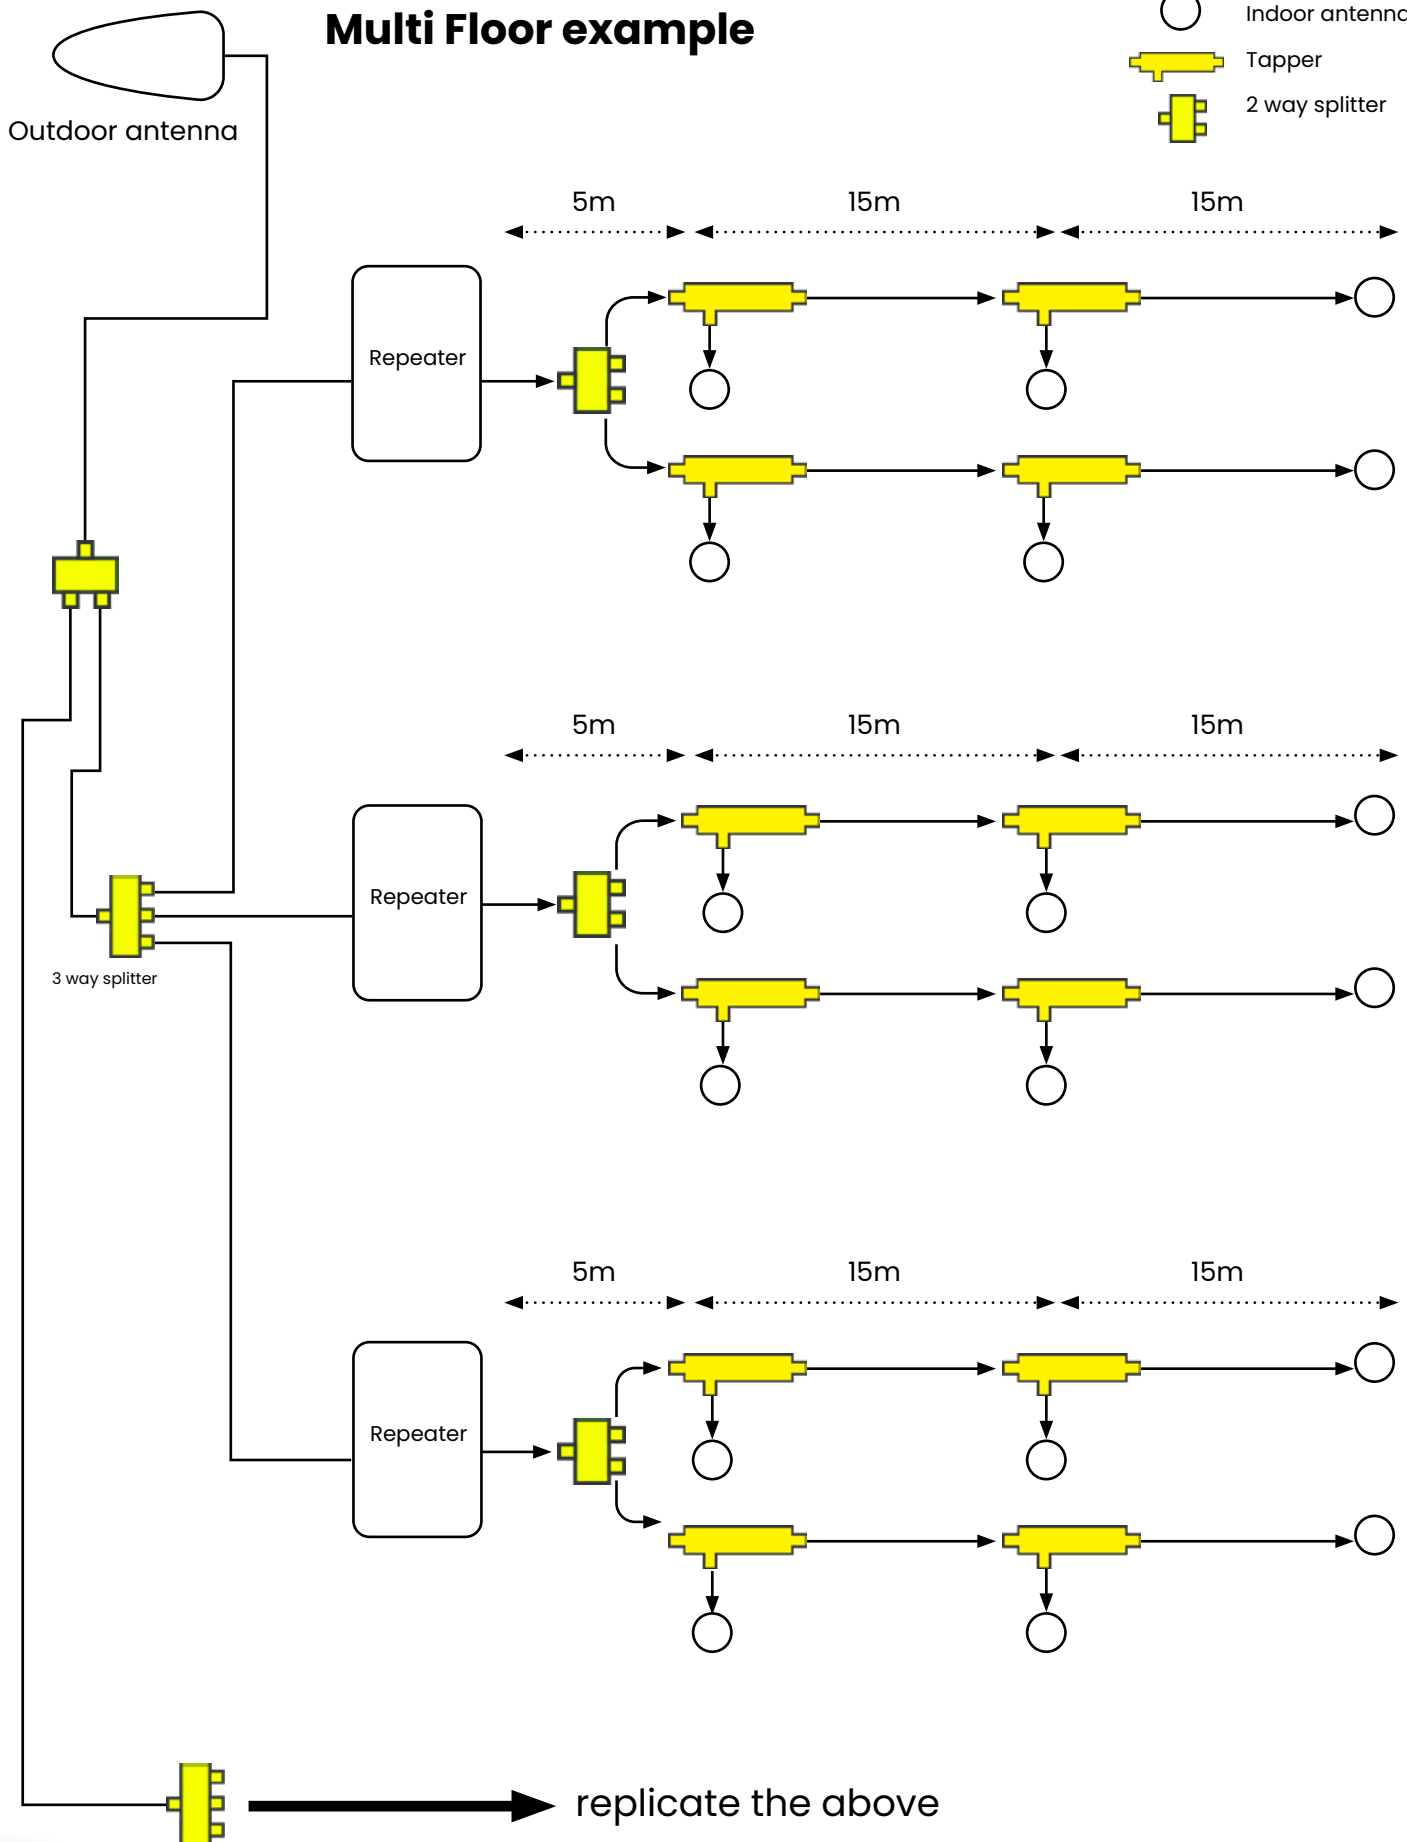 Multi Floor example
Indoor antenna
Tapper
2 way splitter
Outdoor antenna
5m
15m
15m
Repeater
5m
15m
15m
Repeater
3 way splitter
5m
15m
15m
Repeater
replicate the above